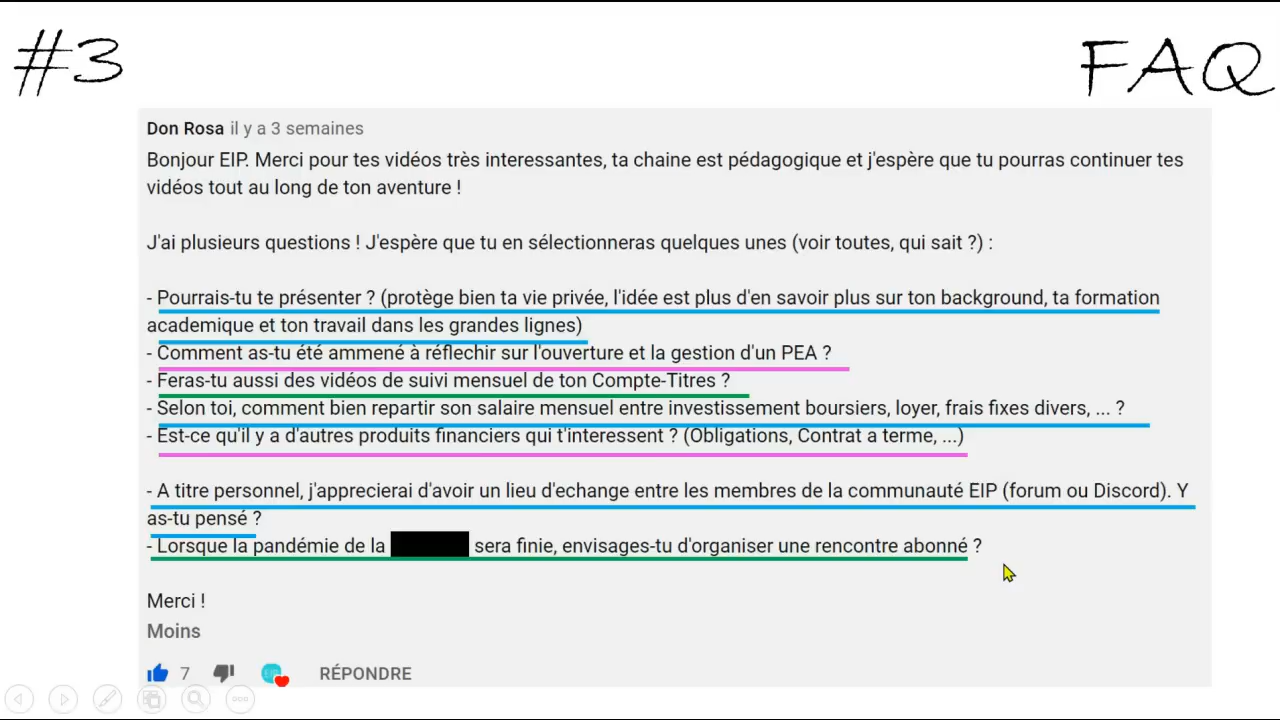 #3
FAQ
Don Rosa il y a 3 semaines
Bonjour EIP. Merci pour tes vidéos très interessantes, ta chaine est pédagogique et j'espère que tu pourras continuer tes
vidéos tout au long de ton aventure !
J'ai plusieurs questions ! J'espère que tu en sélectionneras quelques unes (voir toutes, qui sait ?) :
- Pourrais-tu te présenter ? (protège bien ta vie privée, l'idée est plus d'en savoir plus sur ton background, ta formation
academique et ton travail dans les grandes lignes)
- Comment as-tu été ammené à réflechir sur l'ouverture et la gestion d'un PEA ?
- Feras-tu aussi des vidéos de suivi mensuel de ton Compte-Titres ?
- Selon toi, comment bien repartir son salaire mensuel entre investissement boursiers, loyer, frais fixes divers, ... ?
- Est-ce qu'il y a d'autres produits financiers qui t'interessent ? (Obligations, Contrat a terme, ...)
- A titre personnel, j'apprecierai d'avoir un lieu d'echange entre les membres de la communauté EIP (forum ou Discord). Y
as-tu pensé ?
- Lorsque la pandémie de la sera finie, envisages-tu d'organiser une rencontre abonné ?
Merci !
Moins
7 RÉPONDRE